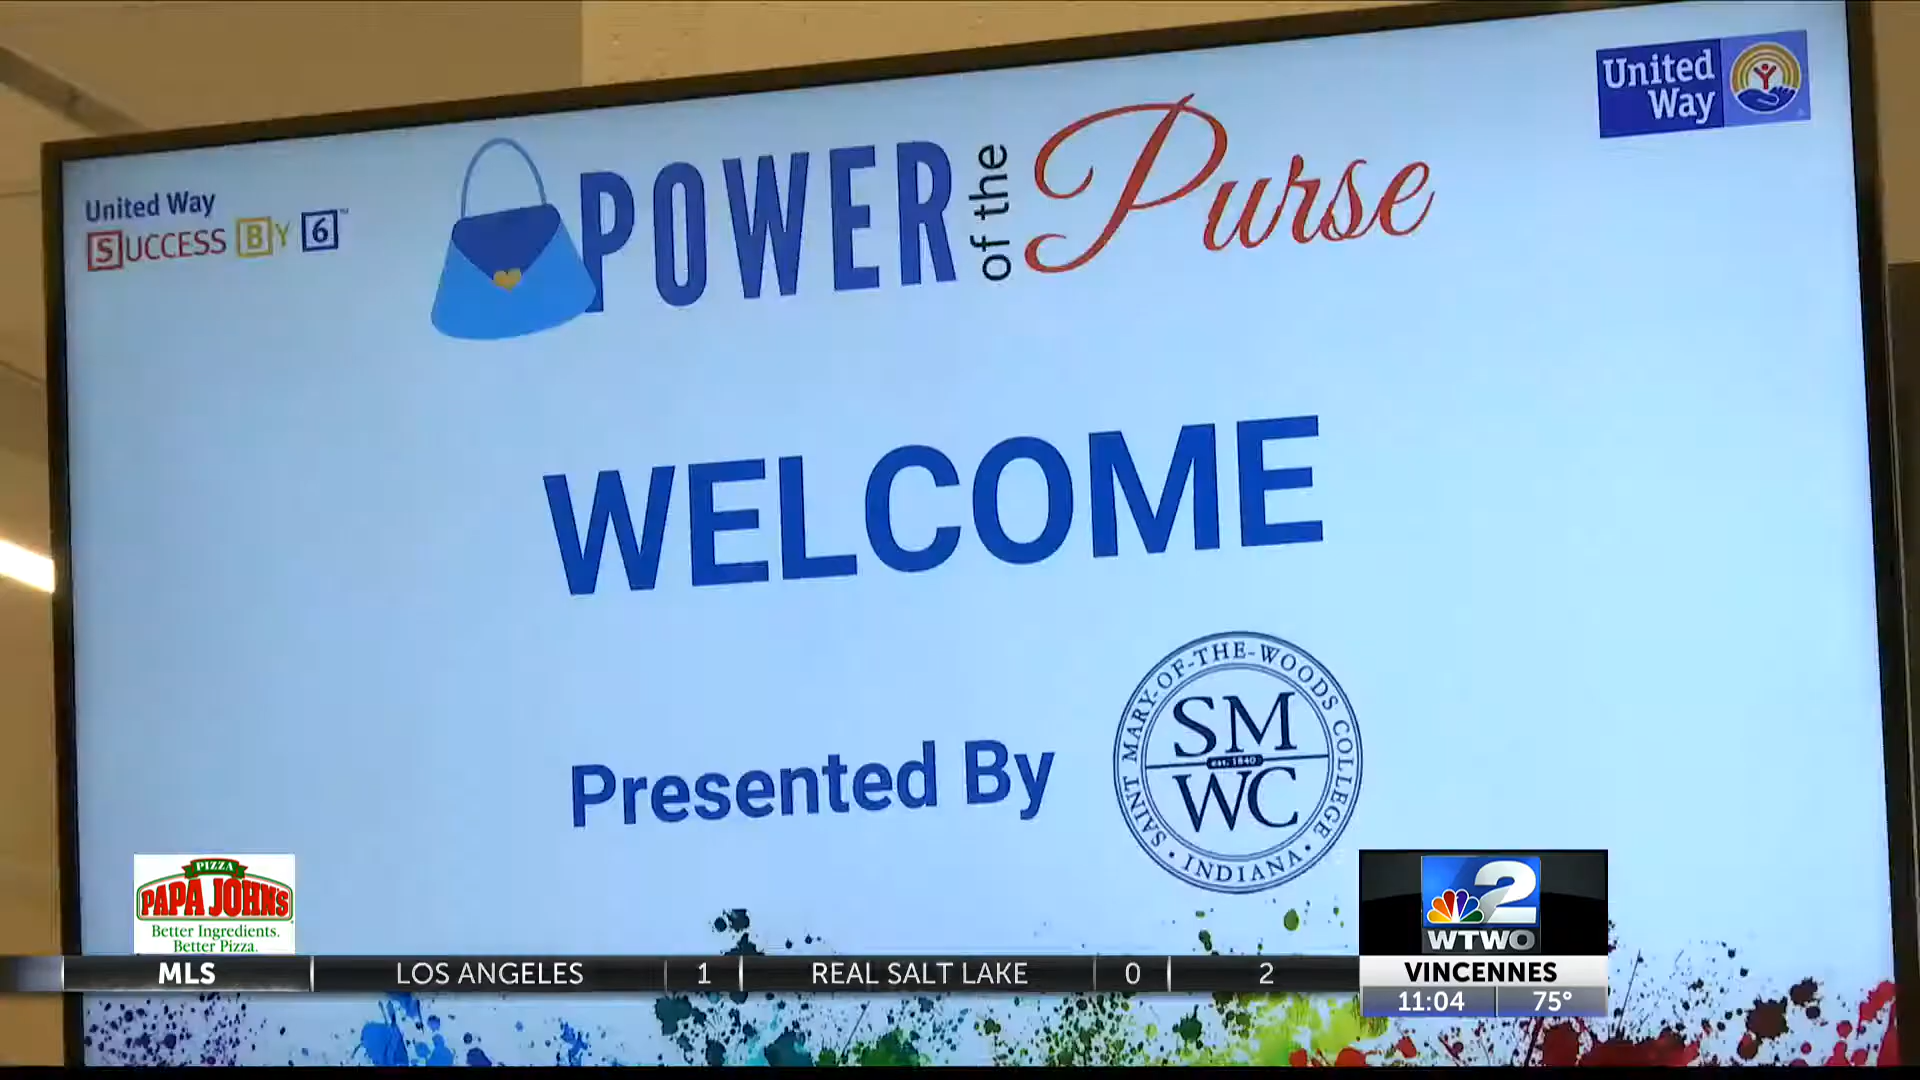 United Way
SUCCESS BY 6™
POWER of the Purse
United
Way
WELCOME
Presented By
SAINT MARY-OF-THE-WOODS COLLEGE
SM
est. 1840
WC
• INDIANA •
PIZZA
PAPA JOHN'S
Better Ingredients.
Better Pizza.
2
WTWO
MLS LOS ANGELES 1 REAL SALT LAKE 0 2
VINCENNES
11:04 75°